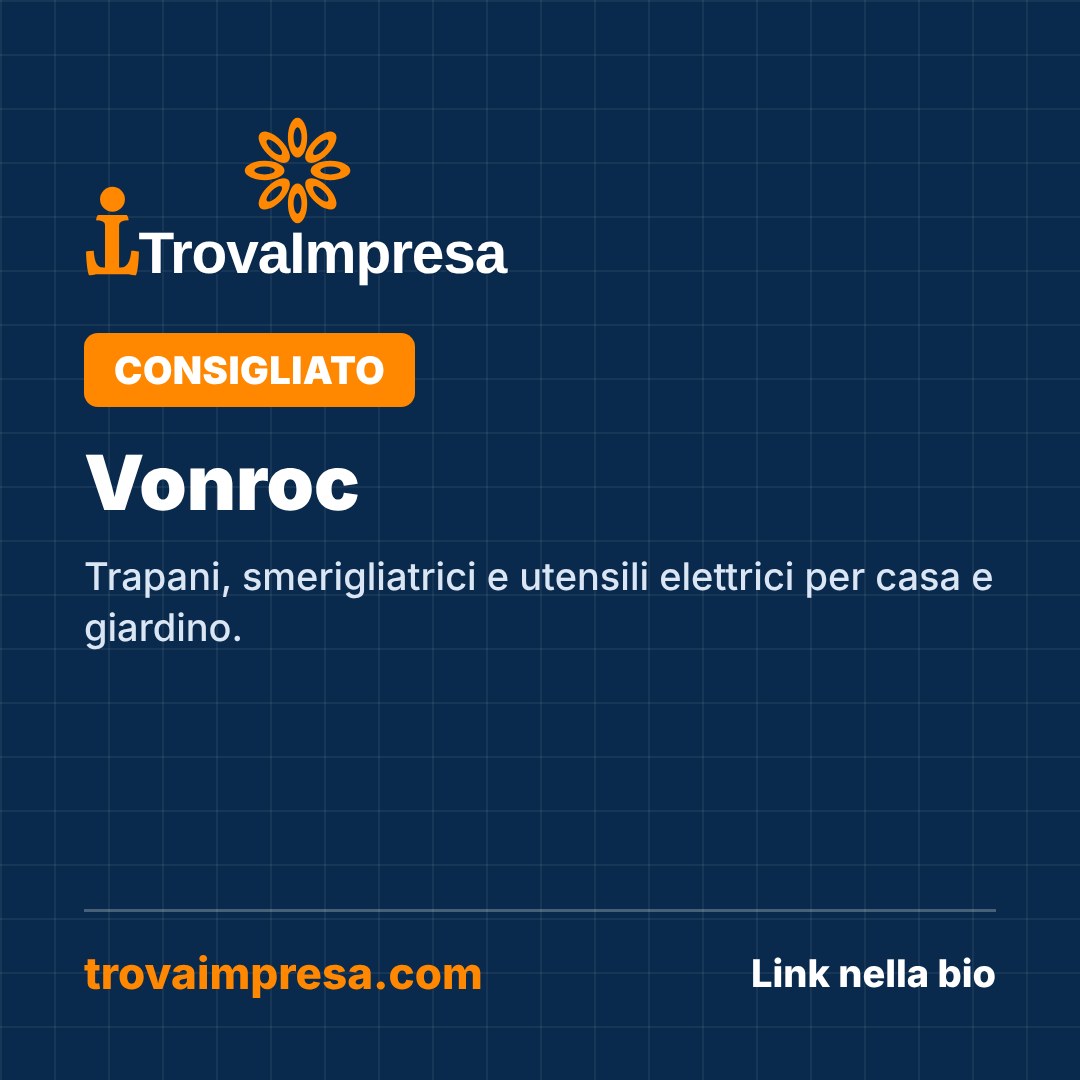 TrovaImpresa
CONSIGLIATO
Vonroc
Trapani, smerigliatrici e utensili elettrici per casa e
giardino.
trovaimpresa.com
Link nella bio